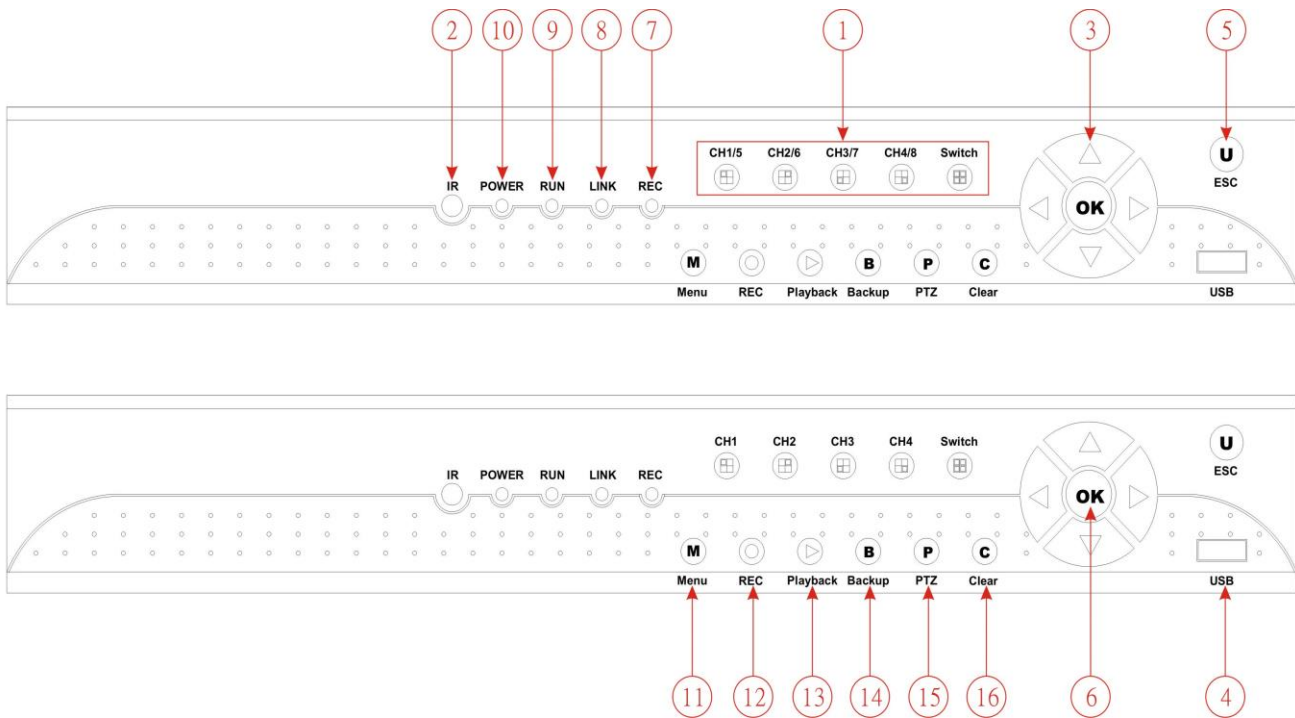 2 10 9 8 7 1 3 5
CH1/5 CH2/6 CH3/7 CH4/8 Switch
U
ESC
IR POWER RUN LINK REC
OK
M B P C
Menu REC Playback Backup PTZ Clear USB
CH1 CH2 CH3 CH4 Switch
U
ESC
IR POWER RUN LINK REC
OK
M B P C
Menu REC Playback Backup PTZ Clear USB
11 12 13 14 15 16 6 4